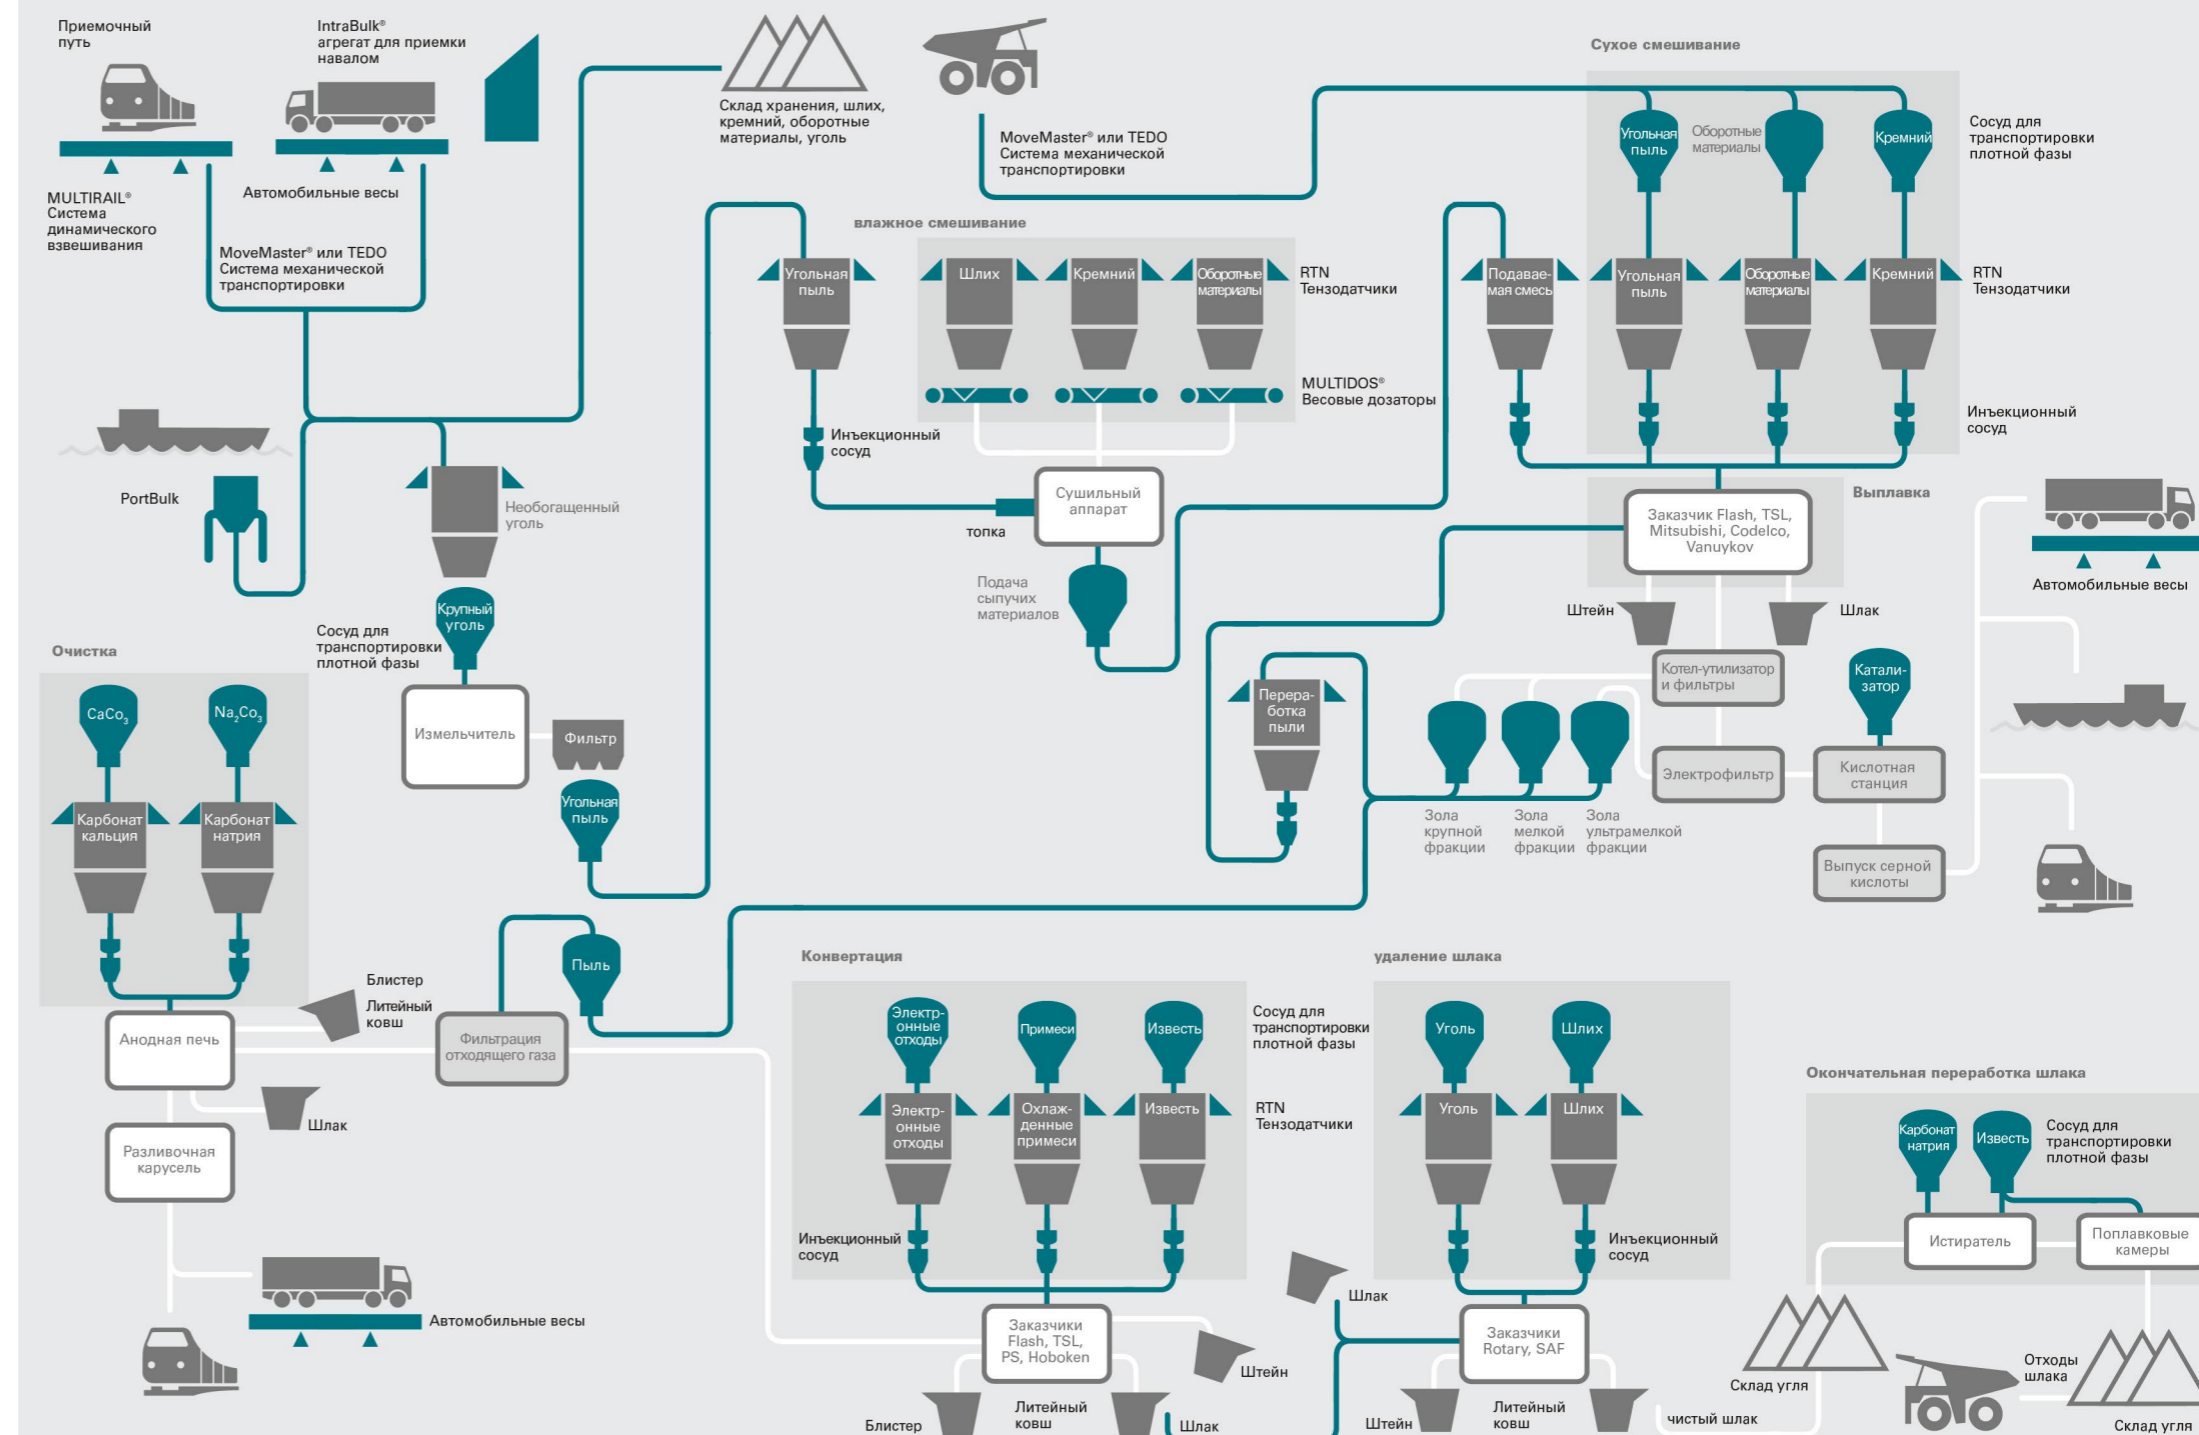 Приемочный
путь
IntraBulk®
агрегат для приемки
навалом
MULTIRAIL®
Система
динамического
взвешивания
Автомобильные весы
MoveMaster® или TEDO
Система механической
транспортировки
Склад хранения, шлих,
кремний, оборотные
материалы, уголь
MoveMaster® или TEDO
Система механической
транспортировки
Сухое смешивание
Угольная
пыль
Оборотные
материалы
Кремний
Сосуд для
транспортировки
плотной фазы
влажное смешивание
Угольная
пыль
Шлих
Кремний
Оборотные
материалы
RTN
Тензодатчики
Подавае-
мая смесь
Угольная
пыль
Оборотные
материалы
Кремний
RTN
Тензодатчики
MULTIDOS®
Весовые дозаторы
Инъекционный
сосуд
Инъекционный
сосуд
PortBulk
Необогащенный
уголь
Сушильный
аппарат
топка
Выплавка
Заказчик Flash, TSL,
Mitsubishi, Codelco,
Vanuykov
Автомобильные весы
Подача
сыпучих
материалов
Штейн
Шлак
Крупный
уголь
Сосуд для
транспортировки
плотной фазы
Очистка
CaCo₃
Na₂Co₃
Измельчитель
Фильтр
Перера-
ботка
пыли
Котел-утилизатор
и фильтры
Катали-
затор
Электрофильтр
Кислотная
станция
Угольная
пыль
Зола
крупной
фракции
Зола
мелкой
фракции
Зола
ультрамелкой
фракции
Карбонат
кальция
Карбонат
натрия
Выпуск серной
кислоты
Пыль
Блистер
Литейный
ковш
Анодная печь
Фильтрация
отходящего газа
Шлак
Разливочная
карусель
Автомобильные весы
Конвертация
Электр-
онные
отходы
Примеси
Известь
Сосуд для
транспортировки
плотной фазы
Электр-
онные
отходы
Охлаж-
денные
примеси
Известь
RTN
Тензодатчики
Инъекционный
сосуд
Заказчики
Flash, TSL,
PS, Hoboken
Штейн
Блистер
Литейный
ковш
Шлак
удаление шлака
Уголь
Шлих
Уголь
Шлих
Инъекционный
сосуд
Шлак
Заказчики
Rotary, SAF
Штейн
Литейный
ковш
чистый шлак
Окончательная переработка шлака
Карбонат
натрия
Известь
Сосуд для
транспортировки
плотной фазы
Истиратель
Поплавковые
камеры
Склад угля
Отходы
шлака
Склад угля